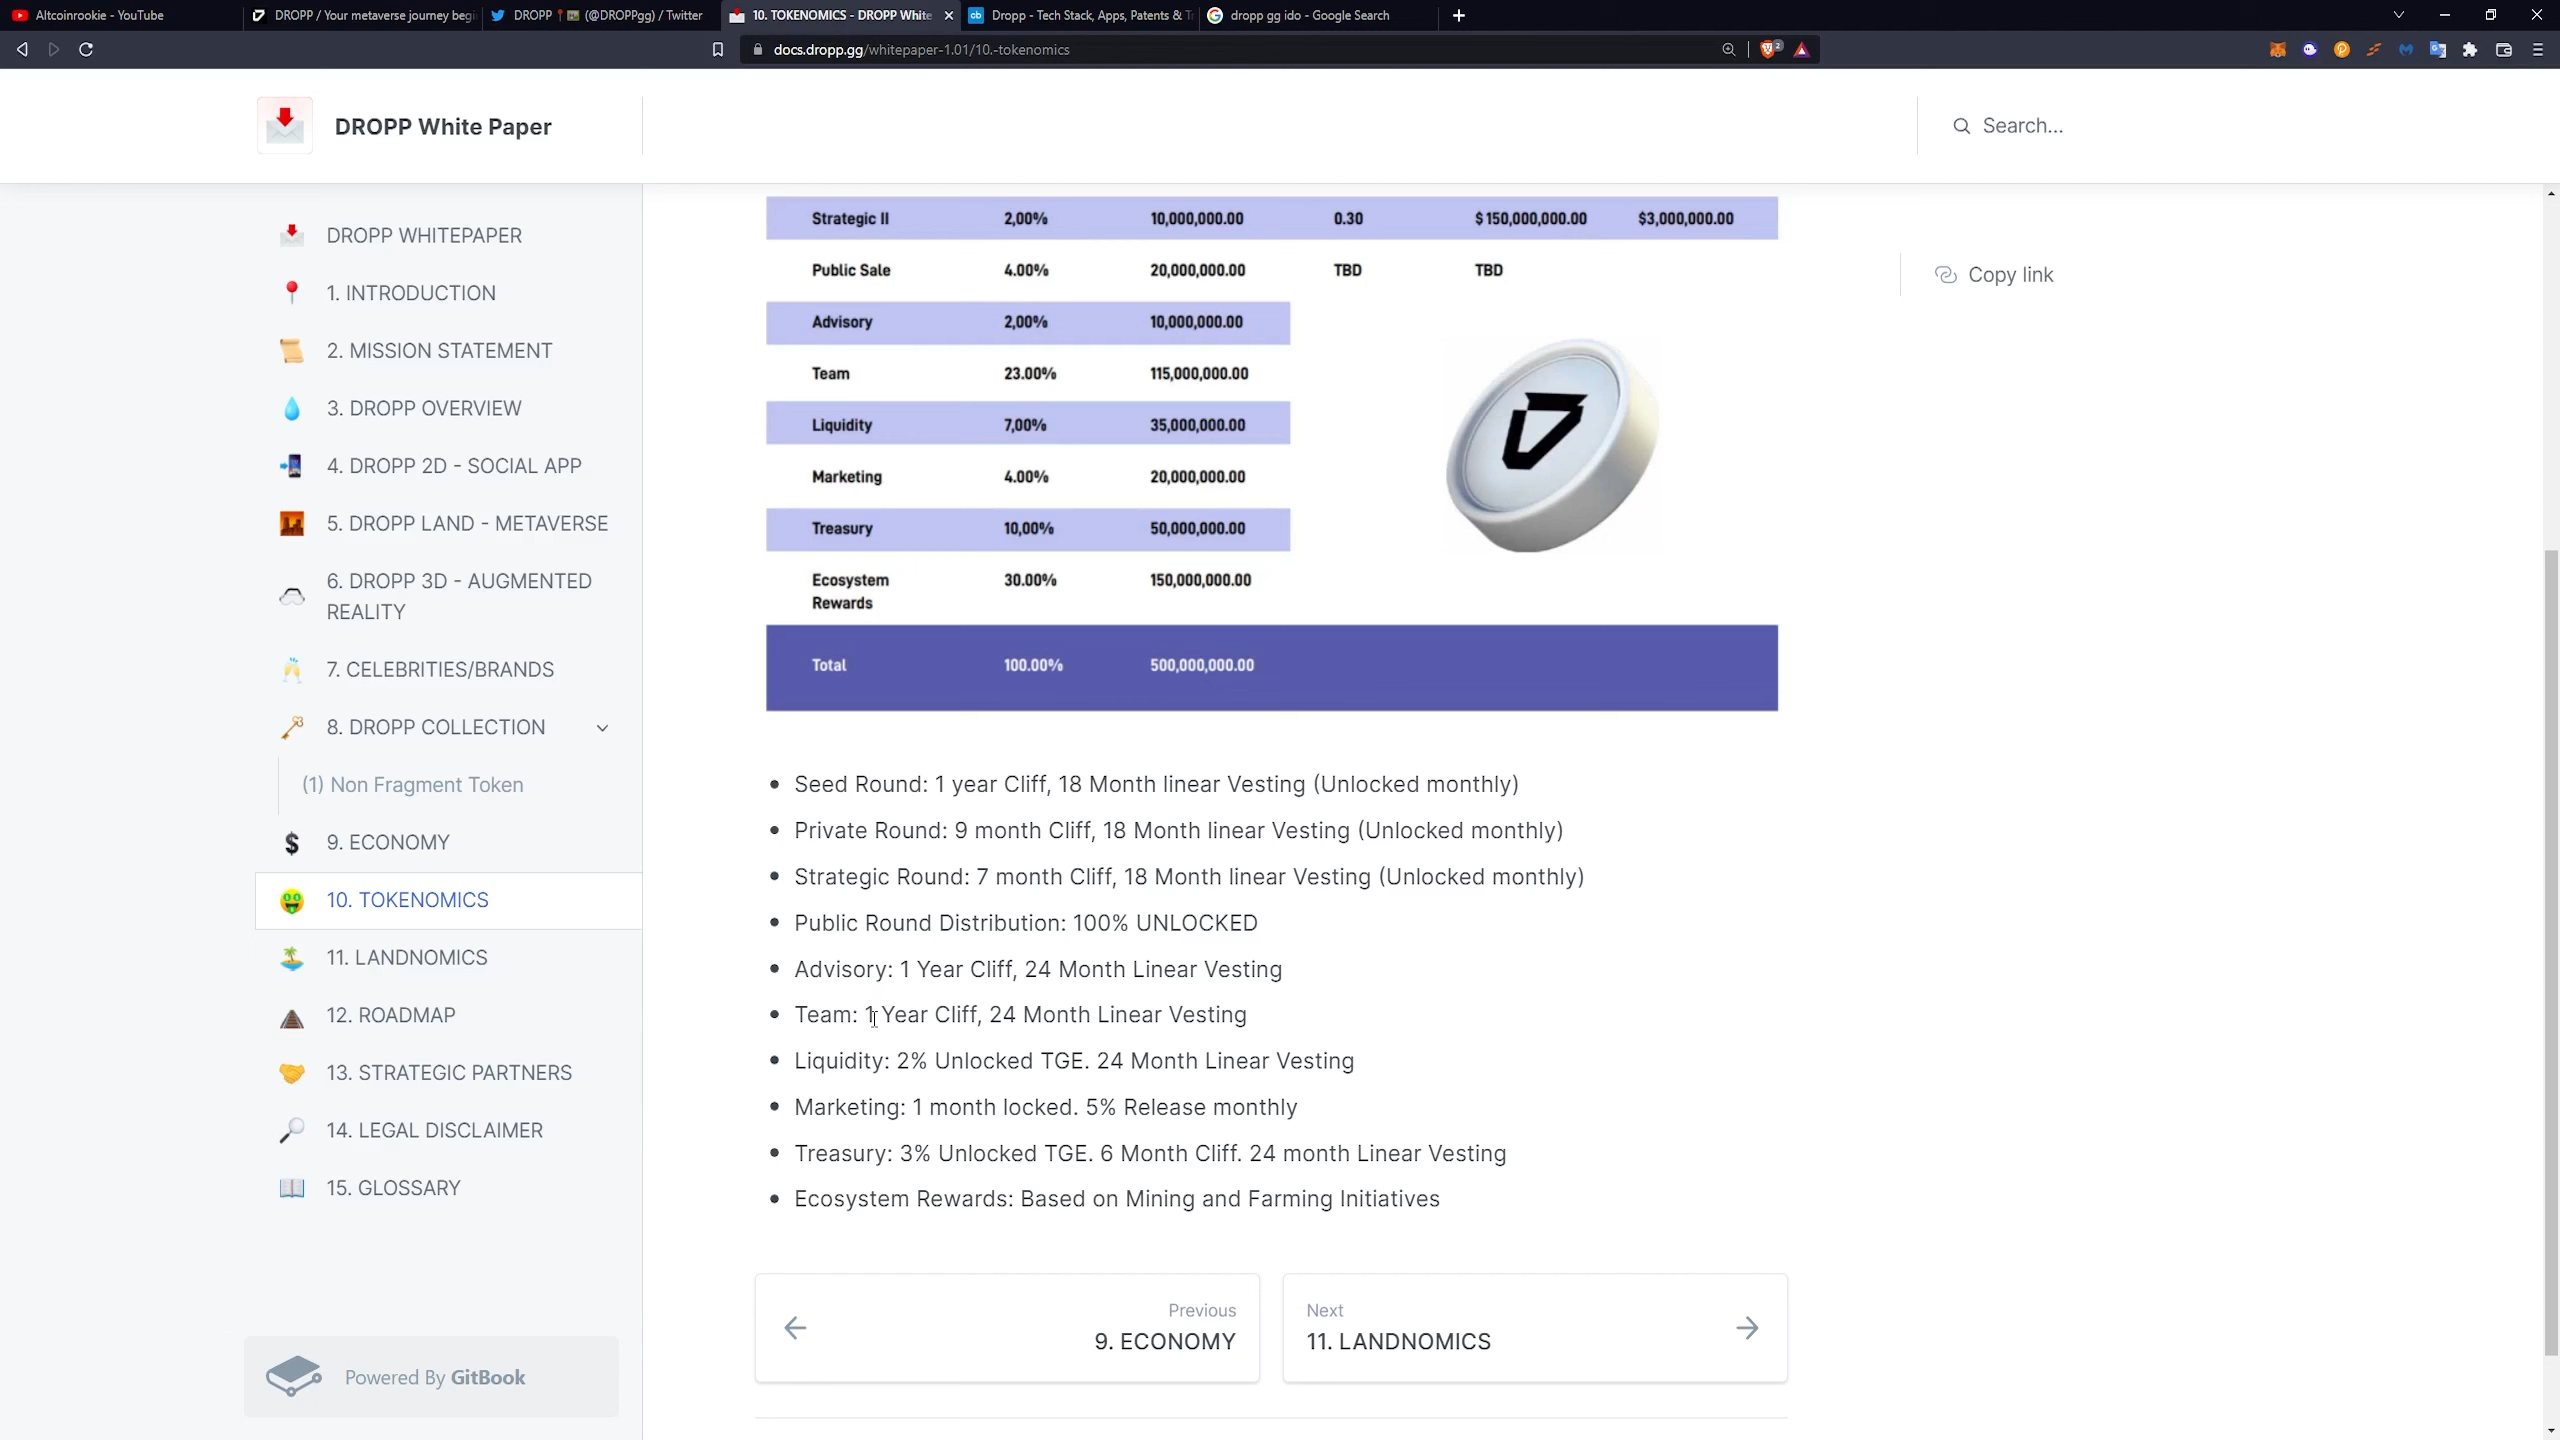 Altcoinrookie - YouTube
DROPP / Your metaverse journey begi
DROPP (@DROPPgg) / Twitter
10. TOKENOMICS - DROPP White
Dropp - Tech Stack, Apps, Patents & Tr
dropp gg ido - Google Search
docs.dropp.gg/whitepaper-1.01/10.-tokenomics
2
DROPP White Paper
Search...
DROPP WHITEPAPER
1. INTRODUCTION
2. MISSION STATEMENT
3. DROPP OVERVIEW
4. DROPP 2D - SOCIAL APP
5. DROPP LAND - METAVERSE
6. DROPP 3D - AUGMENTED
REALITY
7. CELEBRITIES/BRANDS
8. DROPP COLLECTION
(1) Non Fragment Token
9. ECONOMY
10. TOKENOMICS
11. LANDNOMICS
12. ROADMAP
13. STRATEGIC PARTNERS
14. LEGAL DISCLAIMER
15. GLOSSARY
Powered By GitBook
Strategic II 2,00% 10,000,000.00 0.30 $ 150,000,000.00 $3,000,000.00
Public Sale 4.00% 20,000,000.00 TBD TBD
Advisory 2,00% 10,000,000.00
Team 23.00% 115,000,000.00
Liquidity 7,00% 35,000,000.00
Marketing 4.00% 20,000,000.00
Treasury 10,00% 50,000,000.00
Ecosystem 30.00% 150,000,000.00
Rewards
Total 100.00% 500,000,000.00
Copy link
• Seed Round: 1 year Cliff, 18 Month linear Vesting (Unlocked monthly)
• Private Round: 9 month Cliff, 18 Month linear Vesting (Unlocked monthly)
• Strategic Round: 7 month Cliff, 18 Month linear Vesting (Unlocked monthly)
• Public Round Distribution: 100% UNLOCKED
• Advisory: 1 Year Cliff, 24 Month Linear Vesting
• Team: 1 Year Cliff, 24 Month Linear Vesting
• Liquidity: 2% Unlocked TGE. 24 Month Linear Vesting
• Marketing: 1 month locked. 5% Release monthly
• Treasury: 3% Unlocked TGE. 6 Month Cliff. 24 month Linear Vesting
• Ecosystem Rewards: Based on Mining and Farming Initiatives
Previous
9. ECONOMY
Next
11. LANDNOMICS